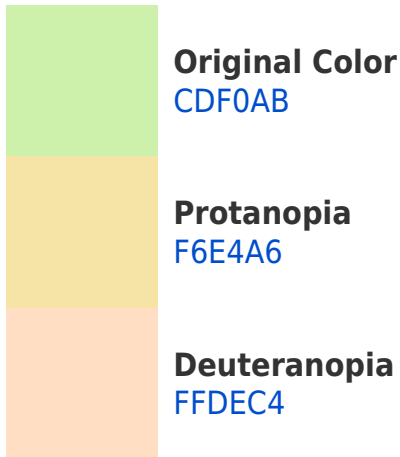 Original Color
CDF0AB
Protanopia
F6E4A6
Deuteranopia
FFDEC4